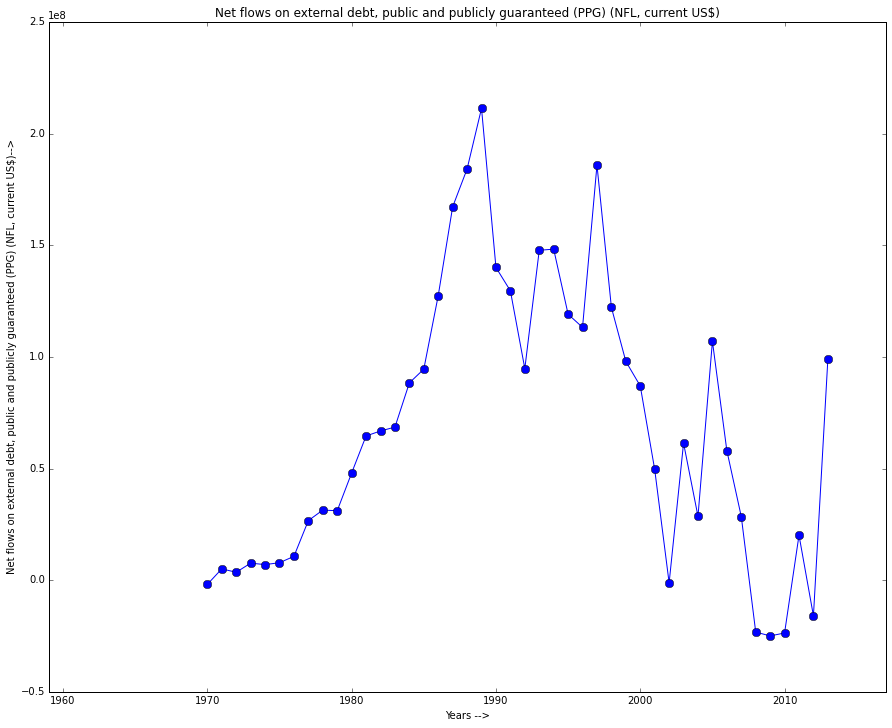 Net flows on external debt, public and publicly guaranteed (PPG) (NFL, current US$)
1e8
2.5
2.0
1.5
1.0
0.5
0.0
−0.5
Net flows on external debt, public and publicly guaranteed (PPG) (NFL, current US$)-->
1960 1970 1980 1990 2000 2010
Years -->